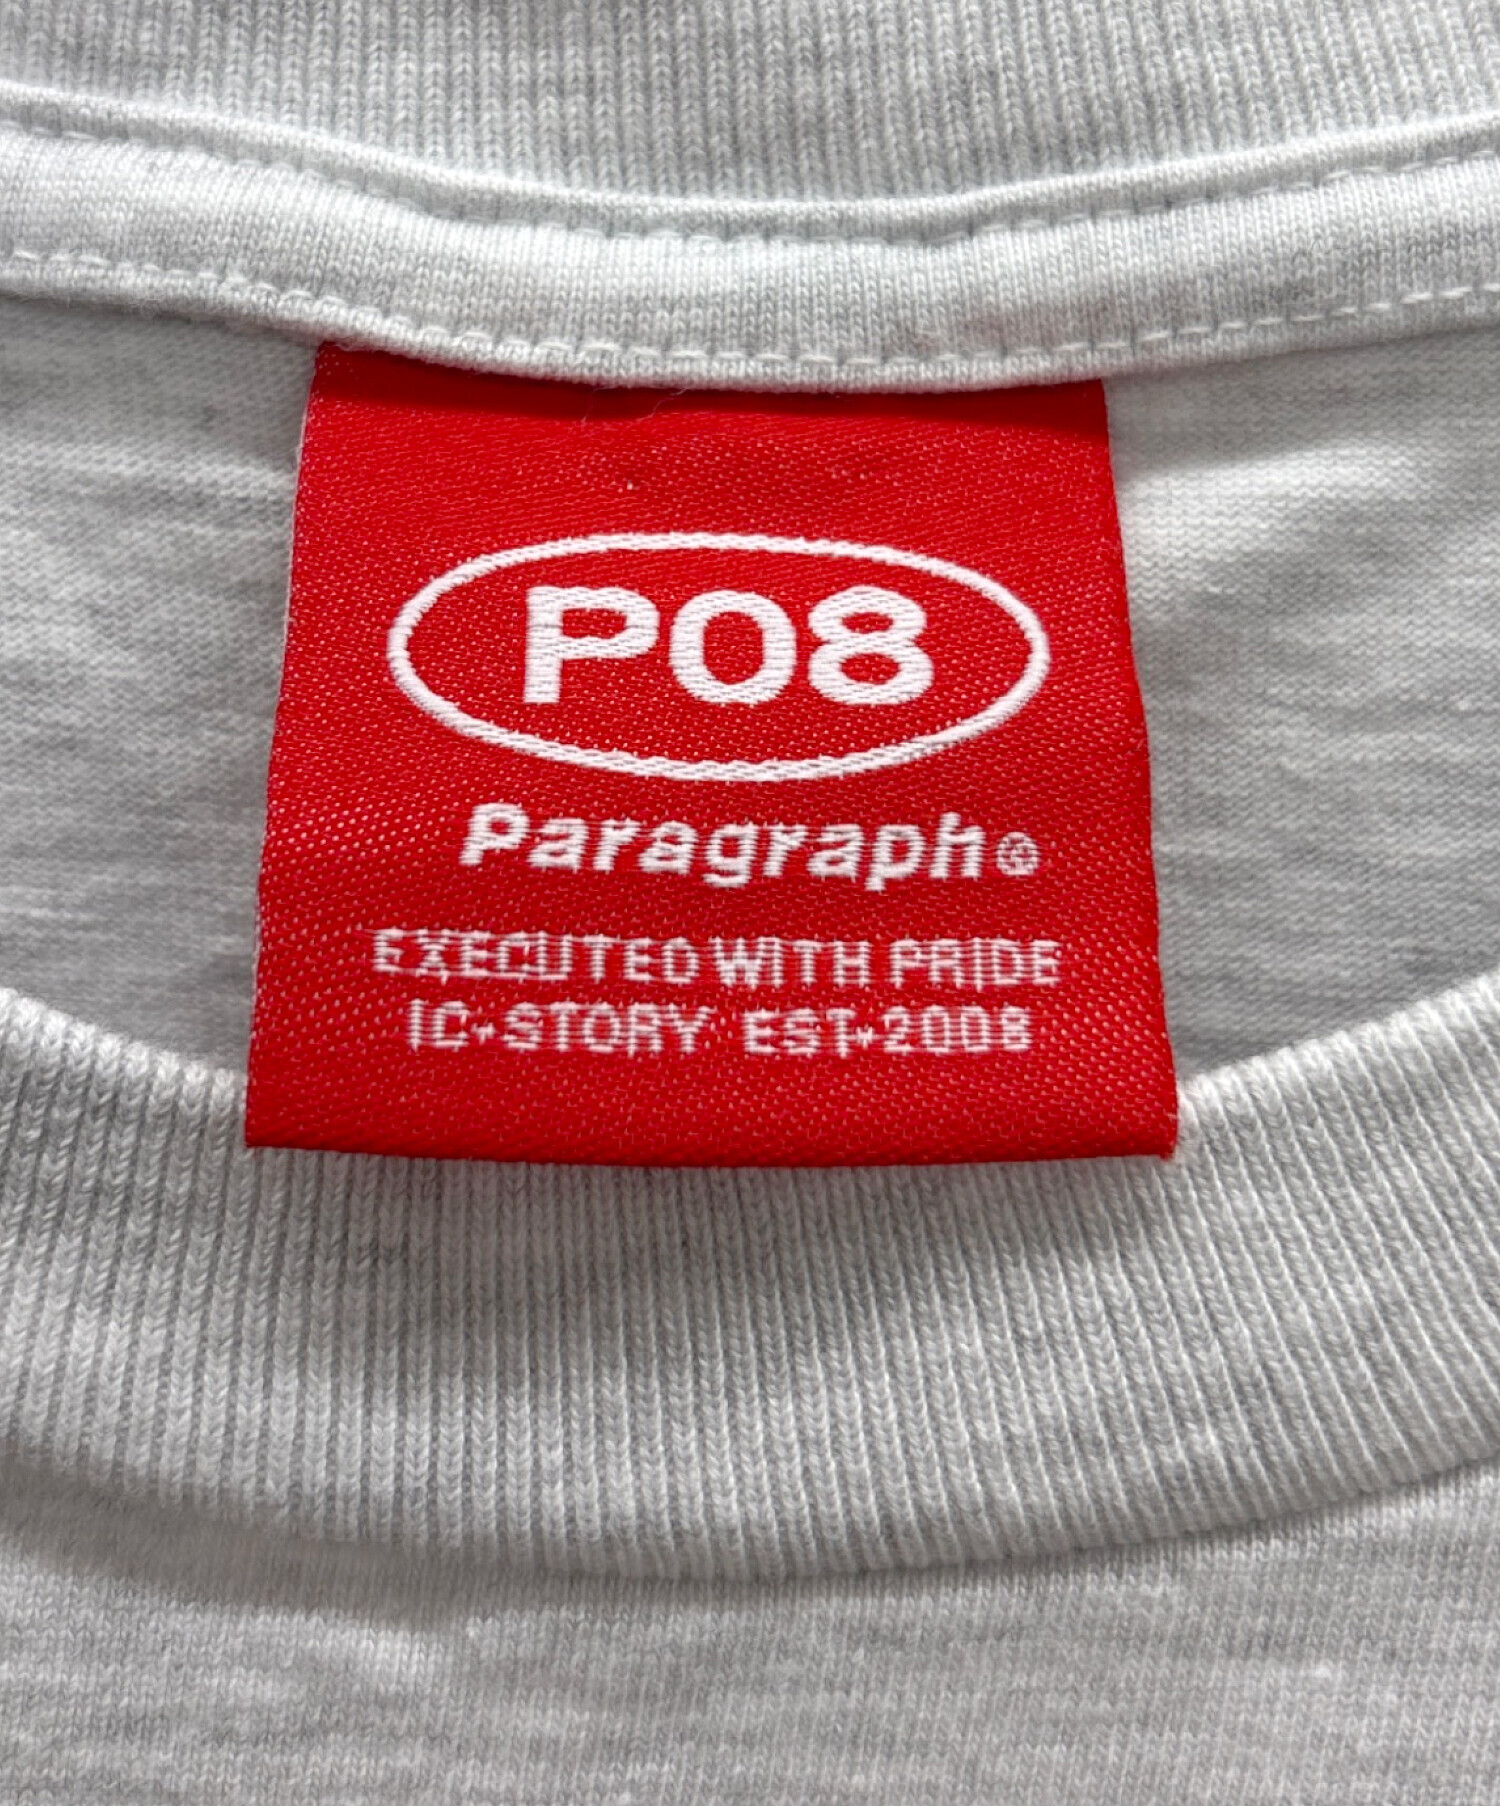 P08
Paragraph®
EXECUTED WITH PRIDE
IC•STORY EST•2008